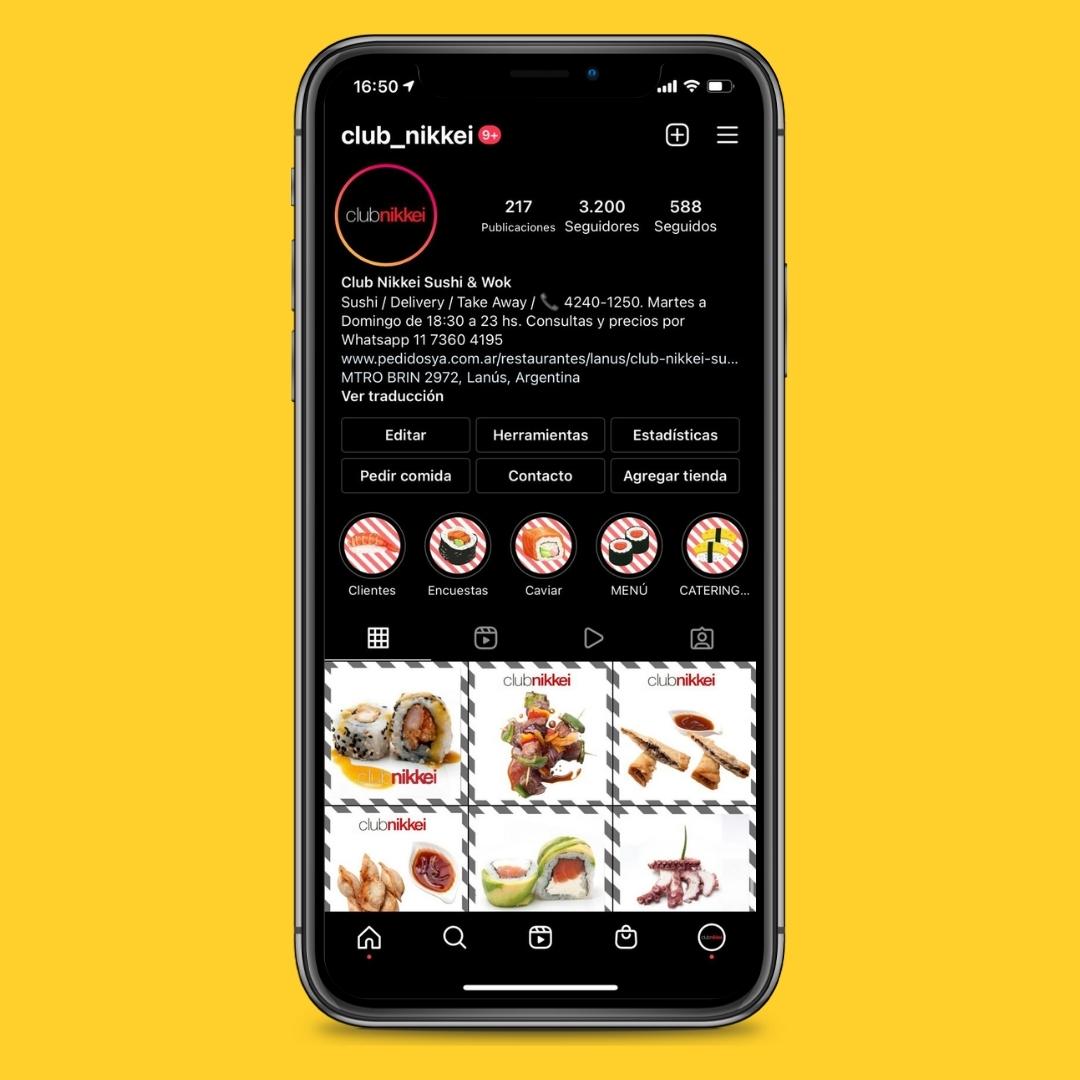 16:50
club_nikkei 9+
clubnikkei
217 3.200 588
Publicaciones Seguidores Seguidos
Club Nikkei Sushi & Wok
Sushi / Delivery / Take Away / 📞 4240-1250. Martes a
Domingo de 18:30 a 23 hs. Consultas y precios por
Whatsapp 11 7360 4195
www.pedidosya.com.ar/restaurantes/lanus/club-nikkei-su...
MTRO BRIN 2972, Lanús, Argentina
Ver traducción
Editar Herramientas Estadísticas
Pedir comida Contacto Agregar tienda
Clientes Encuestas Caviar MENÚ CATERING...
clubnikkei clubnikkei
clubnikkei
clubnikkei
clubnikkei